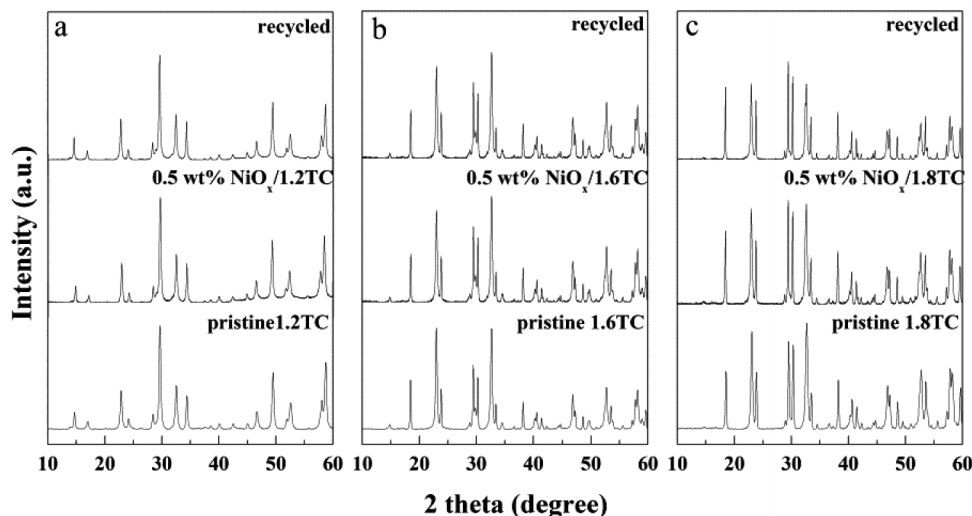 a
recycled
0.5 wt% NiOx/1.2TC
pristine1.2TC
10 20 30 40 50 60
b
recycled
0.5 wt% NiOx/1.6TC
pristine 1.6TC
10 20 30 40 50 60
c
recycled
0.5 wt% NiOx/1.8TC
pristine 1.8TC
10 20 30 40 50 60
Intensity (a.u.)
2 theta (degree)